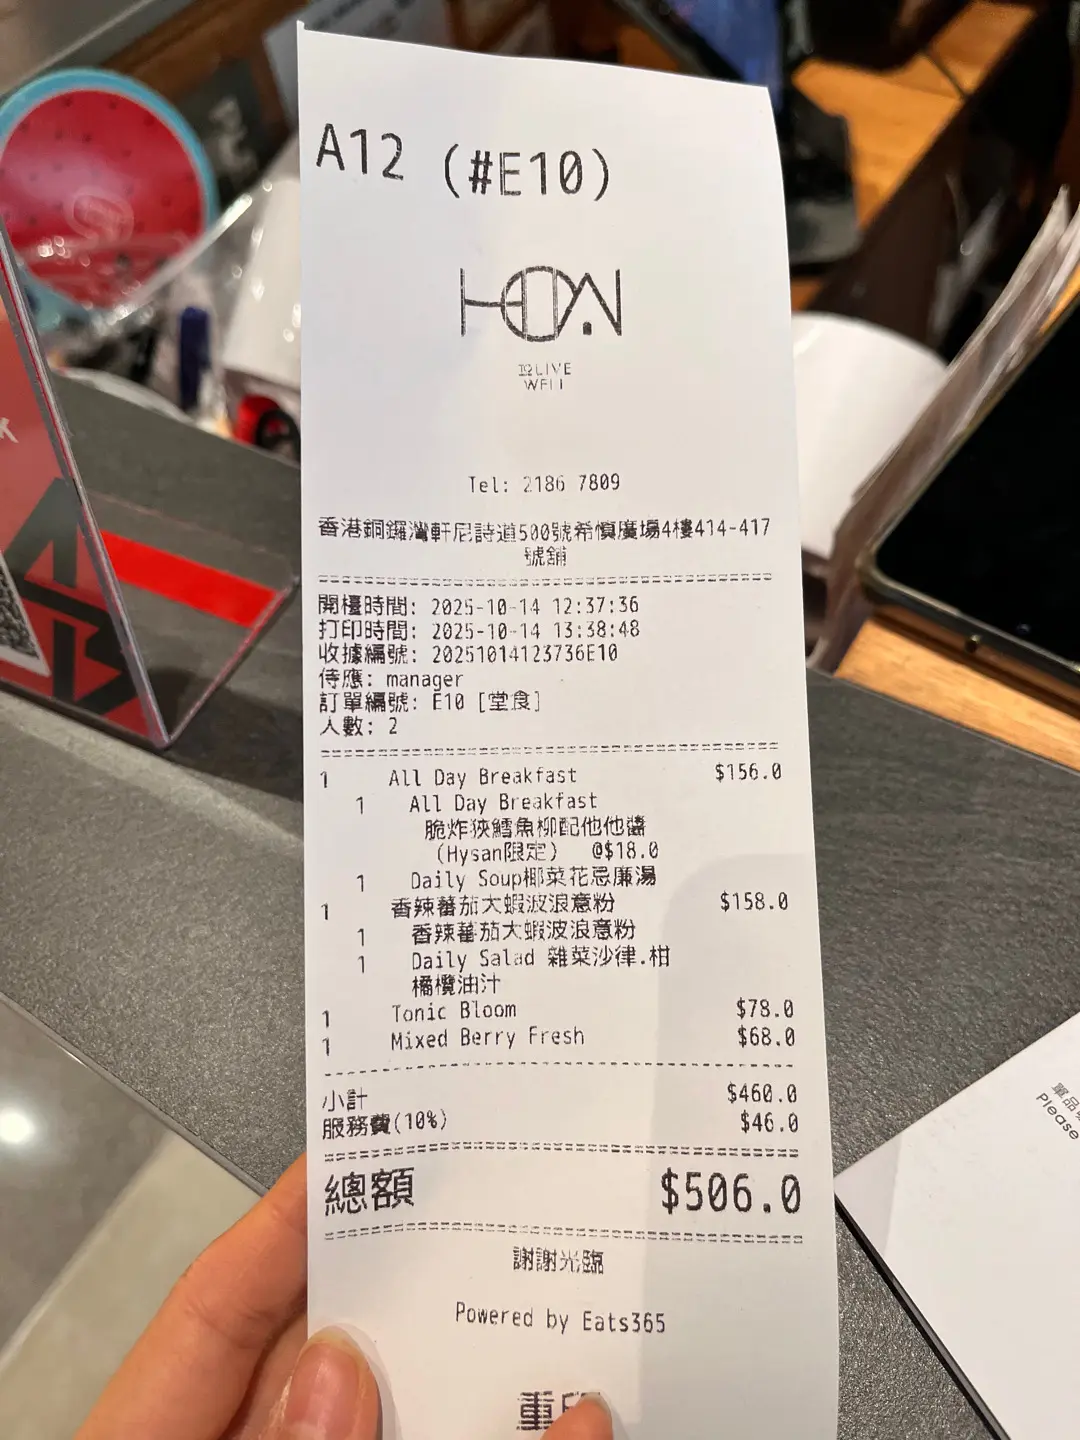 A12 (#E10)
HEXA
LIVE
WELL
Tel: 2186 7809
香港銅鑼灣軒尼詩道500號希慎廣場4樓414-417
號舖
開檯時間: 2025-10-14 12:37:36
打印時間: 2025-10-14 13:38:48
收據編號: 20251014123736E10
侍應: manager
訂單編號: E10 [堂食]
人數: 2
1 All Day Breakfast $156.0
1 All Day Breakfast
脆炸狹鱈魚柳配他他醬
(Hysan限定) @$18.0
1 Daily Soup椰菜花忌廉湯
1 香辣蕃茄大蝦波浪意粉 $158.0
1 香辣蕃茄大蝦波浪意粉
1 Daily Salad 雜菜沙律.柑
橘欖油汁
1 Tonic Bloom $78.0
1 Mixed Berry Fresh $68.0
小計 $460.0
服務費(10%) $46.0
總額 $506.0
謝謝光臨
Powered by Eats365
重印
單品
Please